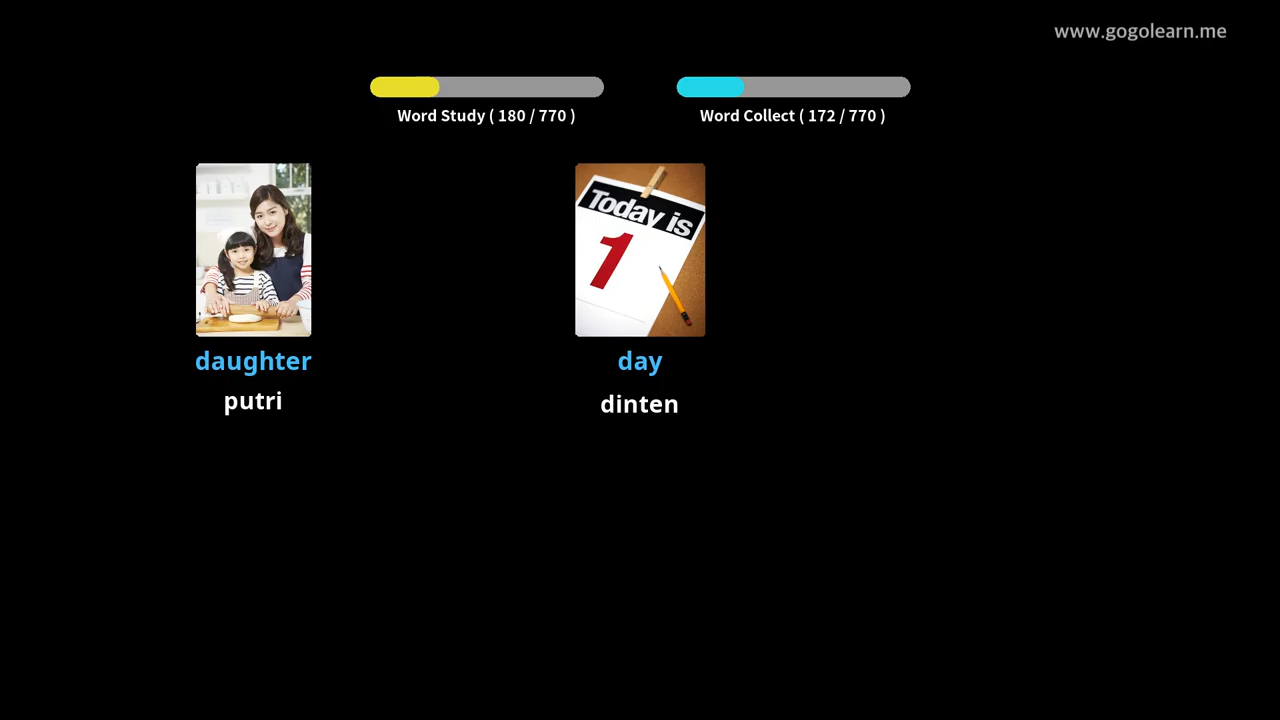 www.gogolearn.me
Word Study ( 180 / 770 )
Word Collect ( 172 / 770 )
Today is
1
daughter
putri
day
dinten